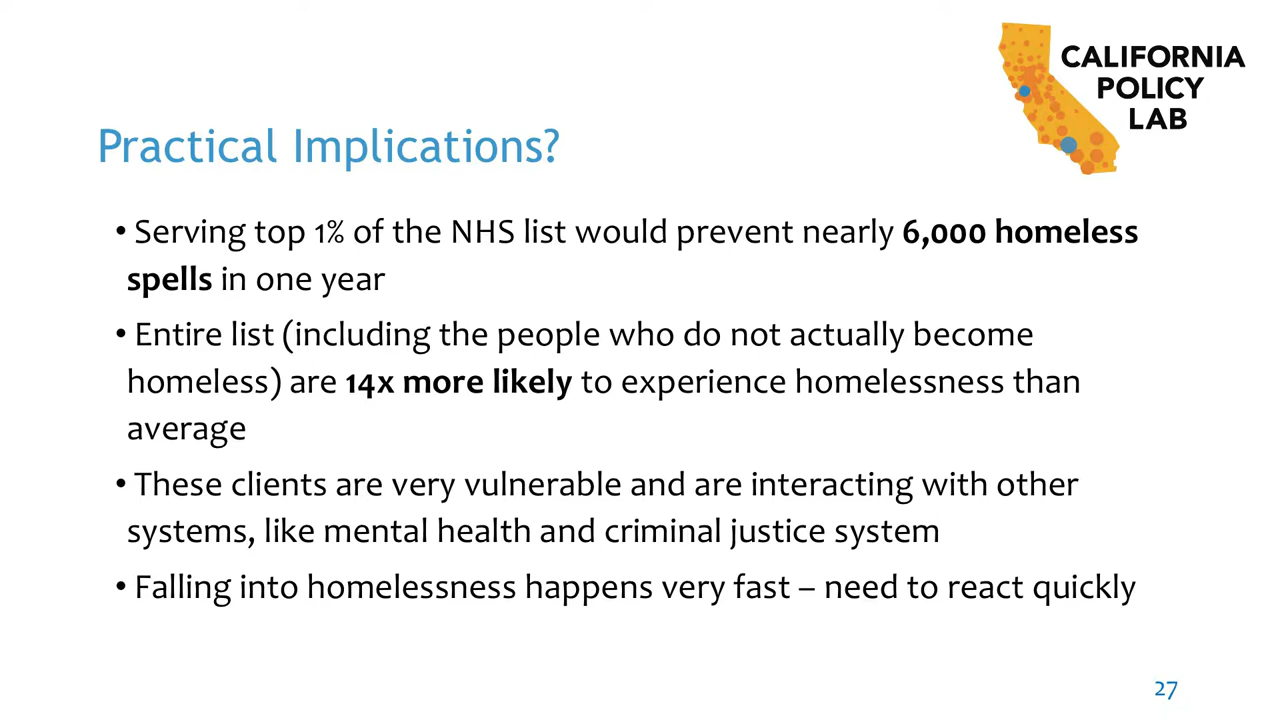 CALIFORNIA
POLICY
LAB
Practical Implications?
• Serving top 1% of the NHS list would prevent nearly 6,000 homeless
spells in one year
• Entire list (including the people who do not actually become
homeless) are 14x more likely to experience homelessness than
average
• These clients are very vulnerable and are interacting with other
systems, like mental health and criminal justice system
• Falling into homelessness happens very fast – need to react quickly
27